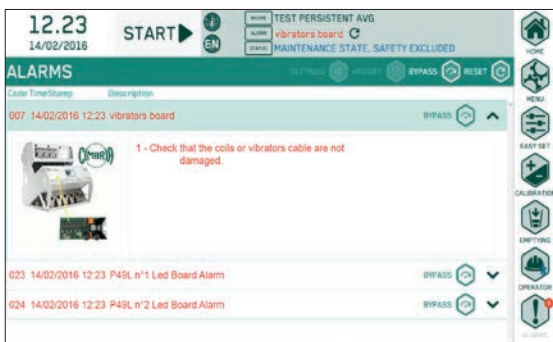 12.23
14/02/2016
START
EN
RECIPE TEST PERSISTENT AVG
ALARM vibrators board
STATUS MAINTENANCE STATE, SAFETY EXCLUDED
ALARMS
SETTINGS HISTORY BYPASS RESET
Code TimeStamp Description
007 14/02/2016 12:23 vibrators board BYPASS
CIMBRIA
1 - Check that the coils or vibrators cable are not
damaged.
023 14/02/2016 12:23 P49L n°1 Led Board Alarm BYPASS
024 14/02/2016 12:23 P49L n°2 Led Board Alarm BYPASS
HOME
MENU
EASY SET
CALIBRATION
EMPTYING
OPERATOR
ALARMS